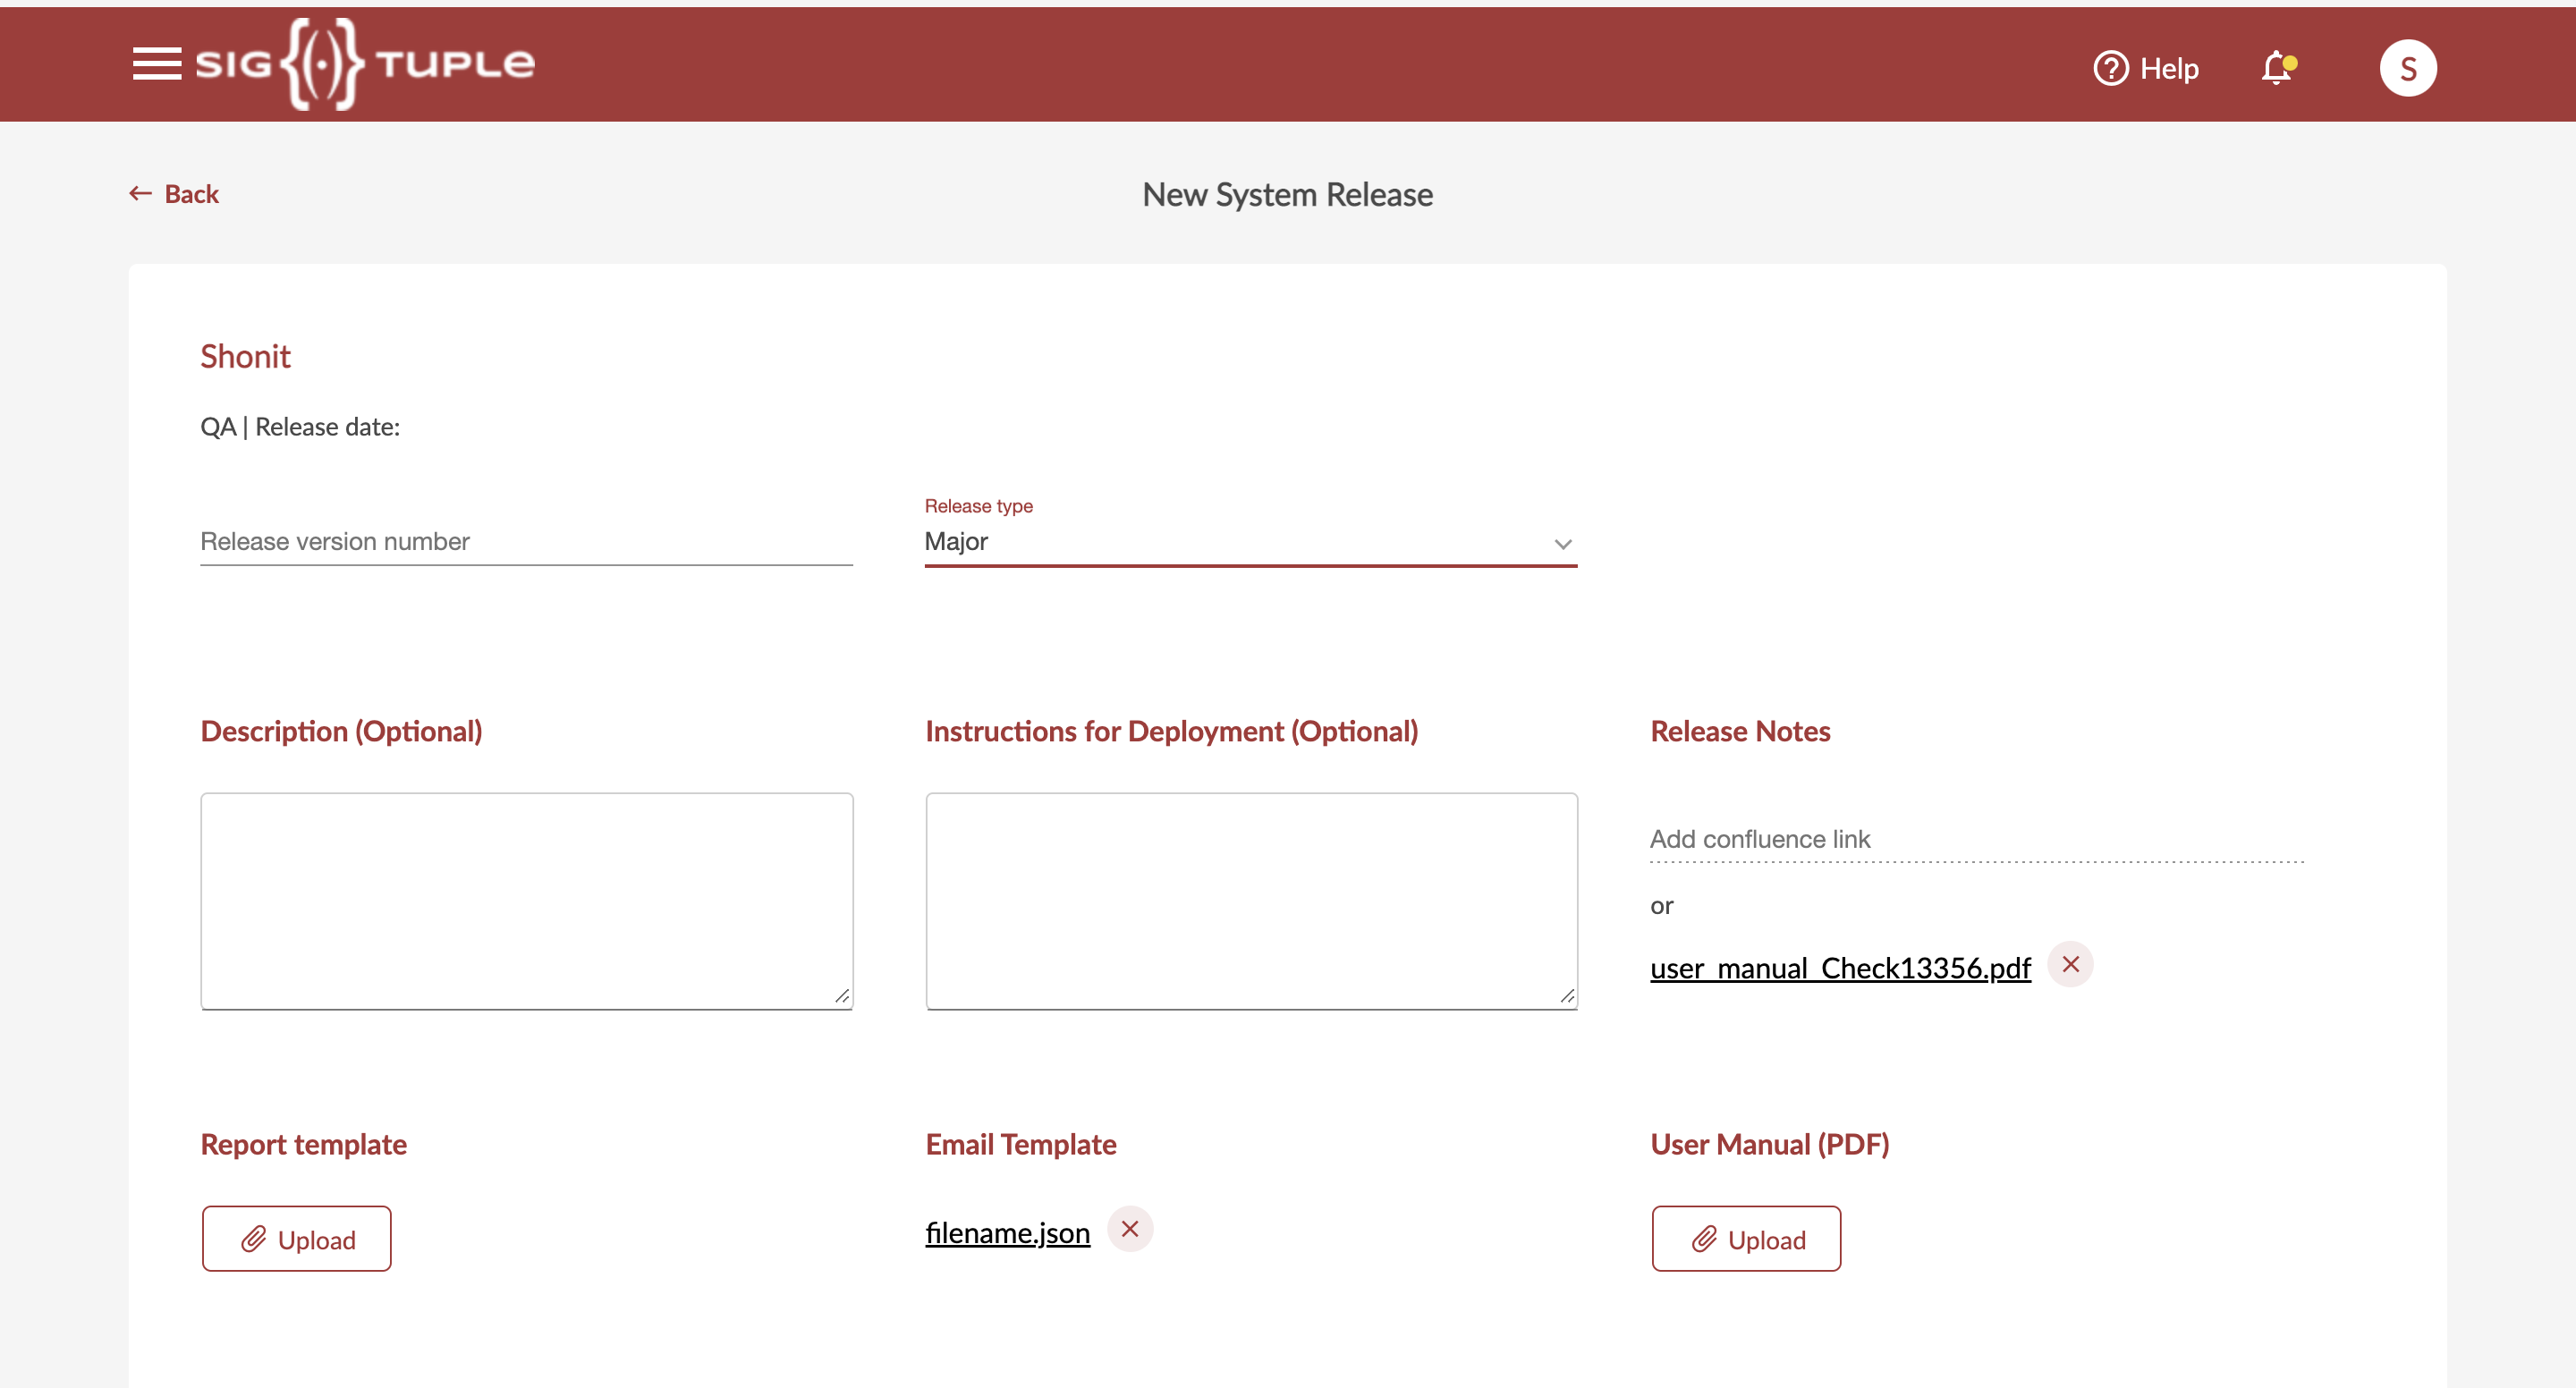 SIG{(·)}TUPLE
Help
S
← Back
New System Release
Shonit
QA | Release date:
Release type
Release version number
Major
Description (Optional)
Instructions for Deployment (Optional)
Release Notes
Add confluence link
or
user_manual_Check13356.pdf
Report template
Email Template
User Manual (PDF)
Upload
filename.json
Upload